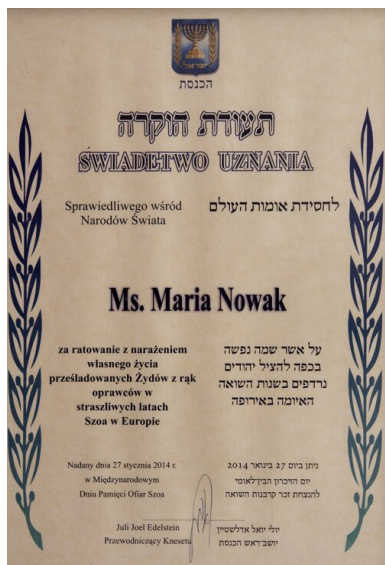 הכנסת
תעודת הוקרה
ŚWIADETWO UZNANIA
Sprawiedliwego wśród
Narodów Świata
לחסידת אומות העולם
Ms. Maria Nowak
za ratowanie z narażeniem
własnego życia
prześladowanych Żydów z rąk
oprawców w
straszliwych latach
Szoa w Europie
על אשר שמה נפשה
בכפה להציל יהודים
נרדפים בשנות השואה
האיומה באירופה
Nadany dnia 27 stycznia 2014 r.
w Międzynarodowym
Dniu Pamięci Ofiar Szoa
ניתן ביום 27 בינואר 2014
יום הזיכרון הבין־לאומי
להנצחת זכר קרבנות השואה
Juli Joel Edelstein
Przewodniczący Knesetu
יולי יואל אדלשטיין
יושב־ראש הכנסת